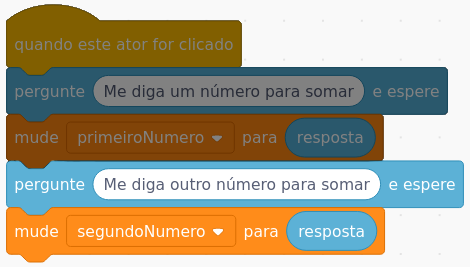 quando este ator for clicado
pergunte Me diga um número para somar e espere
mude primeiroNumero para resposta
pergunte Me diga outro número para somar e espere
mude segundoNumero para resposta